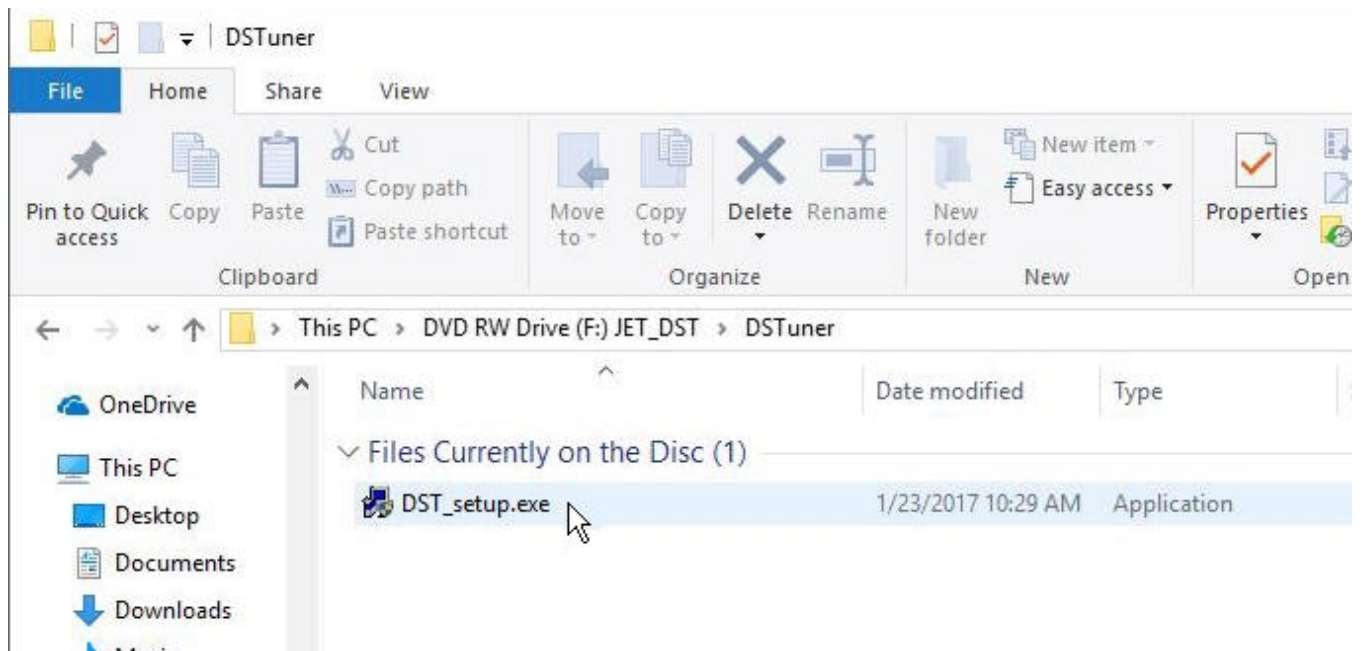 DSTuner
File Home Share View
Pin to Quick access
Copy
Paste
Cut
Copy path
Paste shortcut
Clipboard
Move to
Copy to
Delete
Rename
Organize
New folder
New item
Easy access
New
Properties
Open
This PC > DVD RW Drive (F:) JET_DST > DSTuner
Name Date modified Type
OneDrive
Files Currently on the Disc (1)
This PC
DST_setup.exe 1/23/2017 10:29 AM Application
Desktop
Documents
Downloads